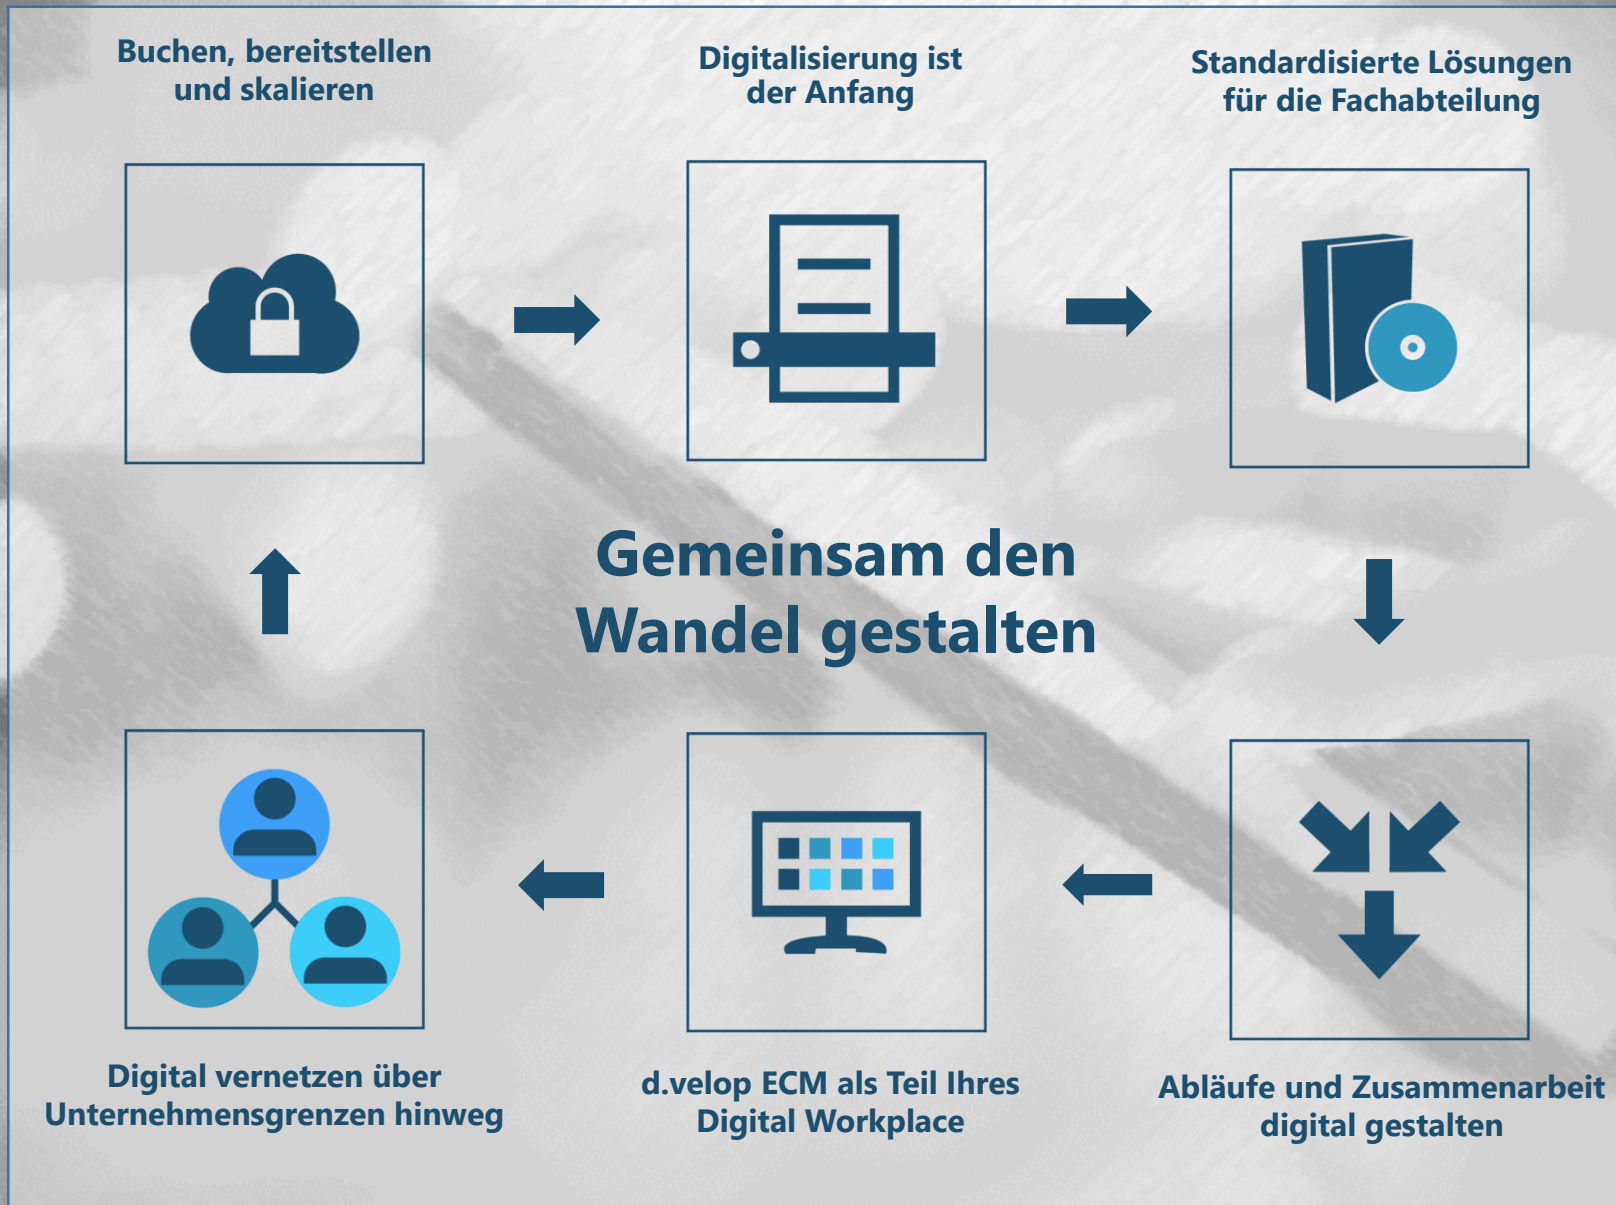 Buchen, bereitstellen
und skalieren
Digitalisierung ist
der Anfang
Standardisierte Lösungen
für die Fachabteilung
Gemeinsam den
Wandel gestalten
Digital vernetzen über
Unternehmensgrenzen hinweg
d.velop ECM als Teil Ihres
Digital Workplace
Abläufe und Zusammenarbeit
digital gestalten